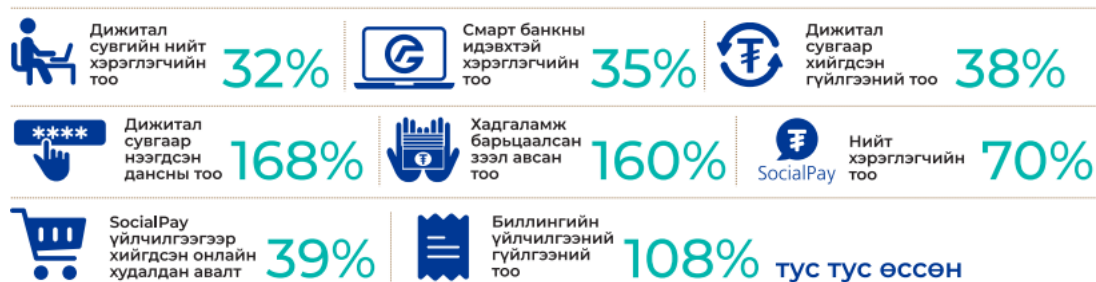 Дижитал
сувгийн нийт
хэрэглэгчийн
тоо
32%
Смарт банкны
идэвхтэй
хэрэглэгчийн
тоо
35%
Дижитал
сувгаар
хийгдсэн
гүйлгээний тоо
38%
****
Дижитал
сувгаар
нээгдсэн
дансны тоо
168%
Хадгаламж
барьцаалсан
зээл авсан
тоо
160%
SocialPay
Нийт
хэрэглэгчийн
тоо
70%
SocialPay
үйлчилгээгээр
хийгдсэн онлайн
худалдан авалт
39%
Биллингийн
үйлчилгээний
гүйлгээний
тоо
108% тус тус өссөн